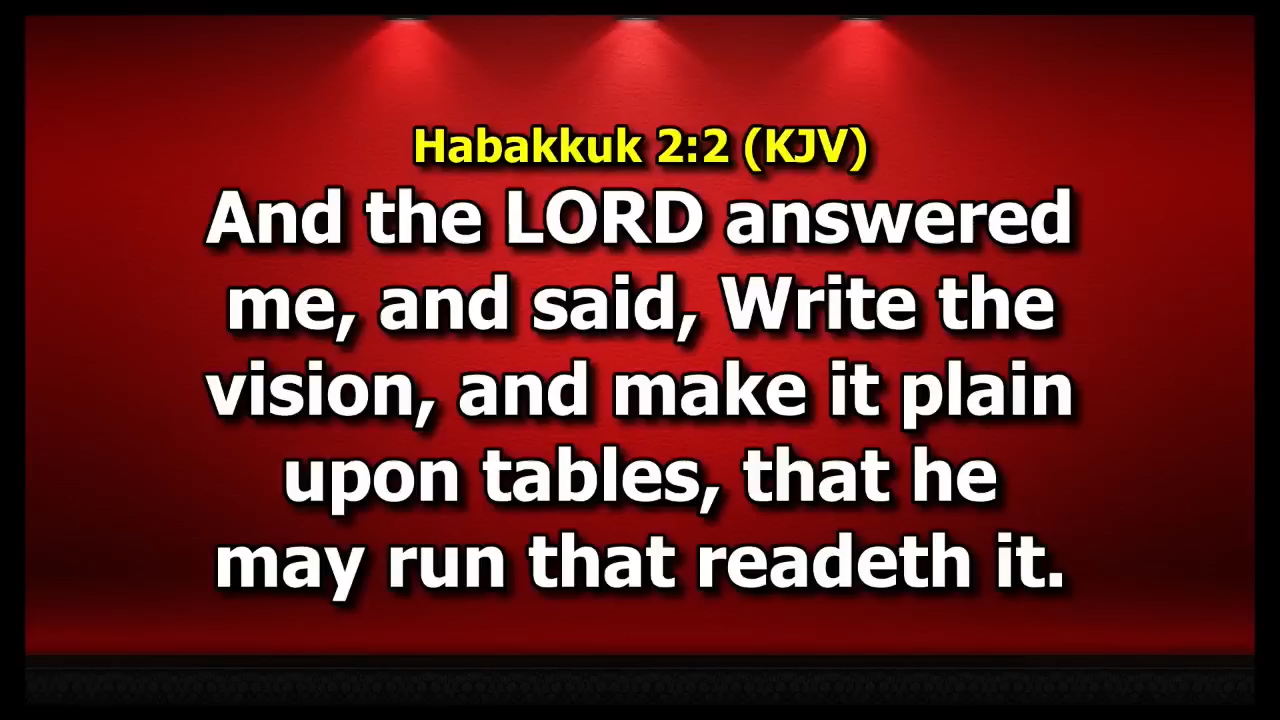 Habakkuk 2:2 (KJV)
And the LORD answered
me, and said, Write the
vision, and make it plain
upon tables, that he
may run that readeth it.